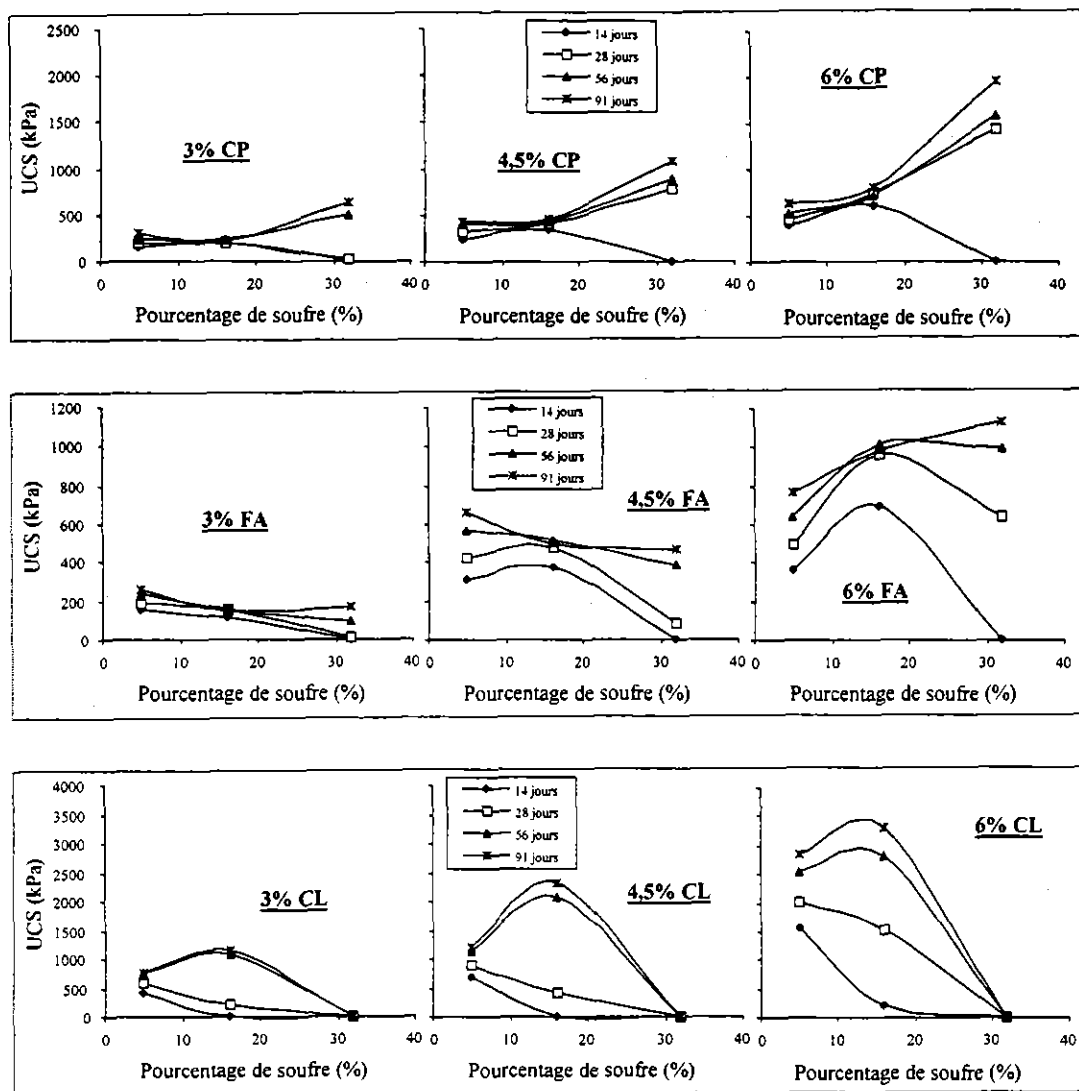 2500
2000
1500
1000
500
0
UCS (kPa)
3% CP
0 10 20 30 40
Pourcentage de soufre (%)
14 jours
28 jours
56 jours
91 jours
4,5% CP
0 10 20 30 40
Pourcentage de soufre (%)
6% CP
0 10 20 30 40
Pourcentage de soufre (%)
1200
1000
800
600
400
200
0
UCS (kPa)
3% FA
0 10 20 30 40
Pourcentage de soufre (%)
14 jours
28 jours
56 jours
91 jours
4,5% FA
0 10 20 30 40
Pourcentage de soufre (%)
6% FA
0 10 20 30 40
Pourcentage de soufre (%)
4000
3500
3000
2500
2000
1500
1000
500
0
UCS (kPa)
3% CL
0 10 20 30 40
Pourcentage de soufre (%)
14 jours
28 jours
56 jours
91 jours
4,5% CL
0 10 20 30 40
Pourcentage de soufre (%)
6% CL
0 10 20 30 40
Pourcentage de soufre (%)